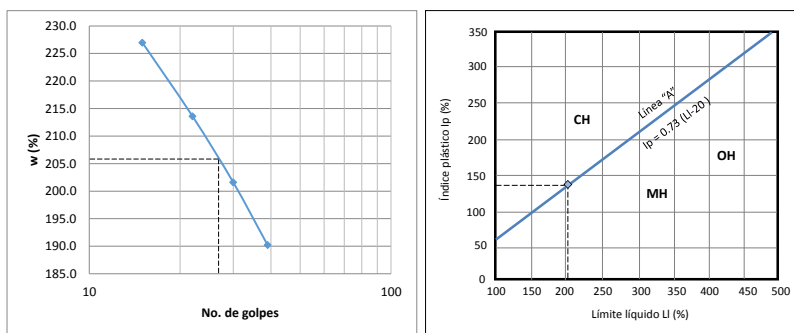 230.0
225.0
220.0
215.0
210.0
205.0
200.0
195.0
190.0
185.0
w (%)
10
100
No. de golpes
350
300
250
200
150
100
50
0
Índice plástico Ip (%)
Línea "A"
Ip = 0.73 (Ll-20 )
CH
OH
MH
100 150 200 250 300 350 400 450 500
Límite líquido Ll (%)